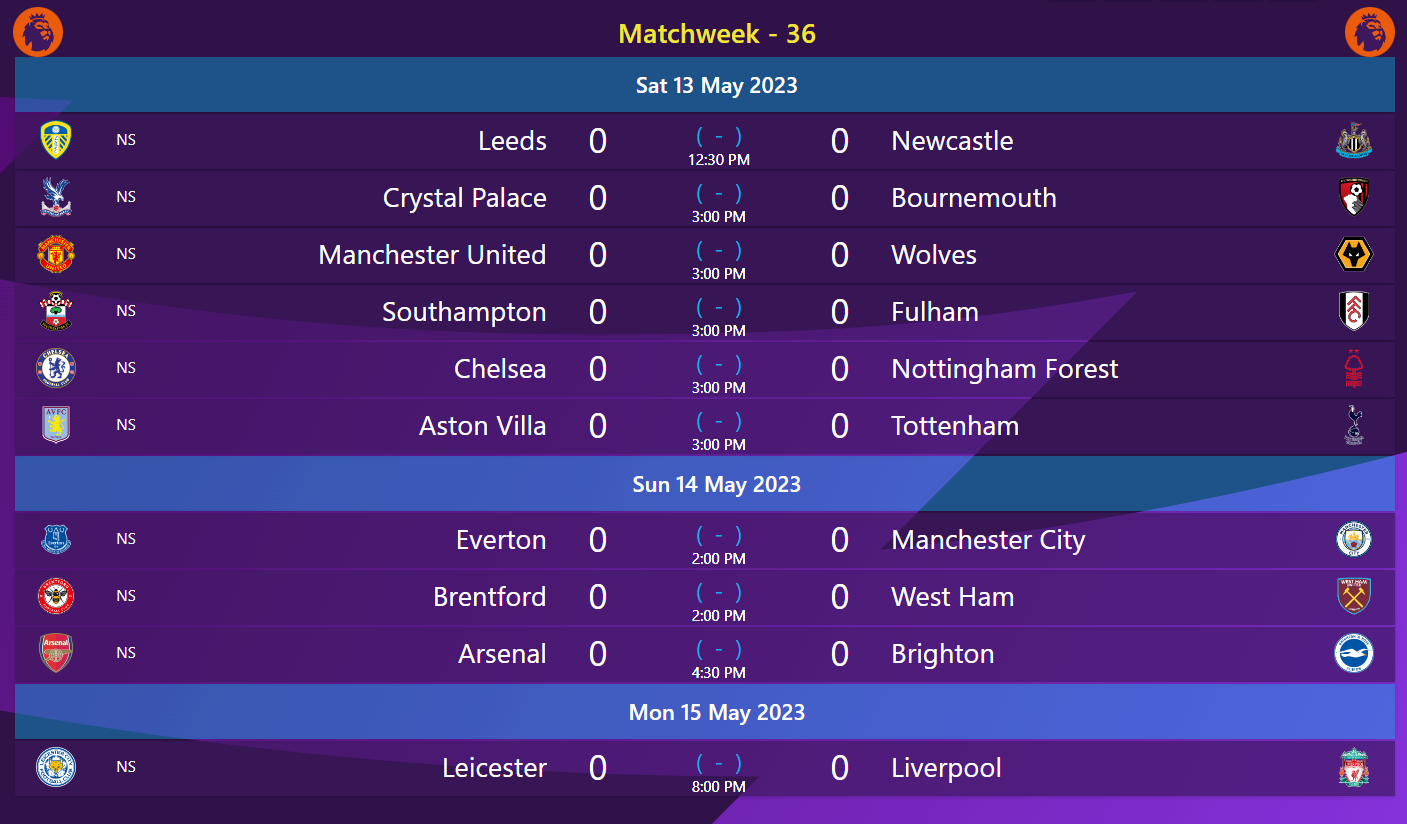 Matchweek - 36
Sat 13 May 2023
NS Leeds 0 ( - ) 0 Newcastle
12:30 PM
NS Crystal Palace 0 ( - ) 0 Bournemouth
3:00 PM
NS Manchester United 0 ( - ) 0 Wolves
3:00 PM
NS Southampton 0 ( - ) 0 Fulham
3:00 PM
NS Chelsea 0 ( - ) 0 Nottingham Forest
3:00 PM
NS Aston Villa 0 ( - ) 0 Tottenham
3:00 PM
Sun 14 May 2023
NS Everton 0 ( - ) 0 Manchester City
2:00 PM
NS Brentford 0 ( - ) 0 West Ham
2:00 PM
NS Arsenal 0 ( - ) 0 Brighton
4:30 PM
Mon 15 May 2023
NS Leicester 0 ( - ) 0 Liverpool
8:00 PM